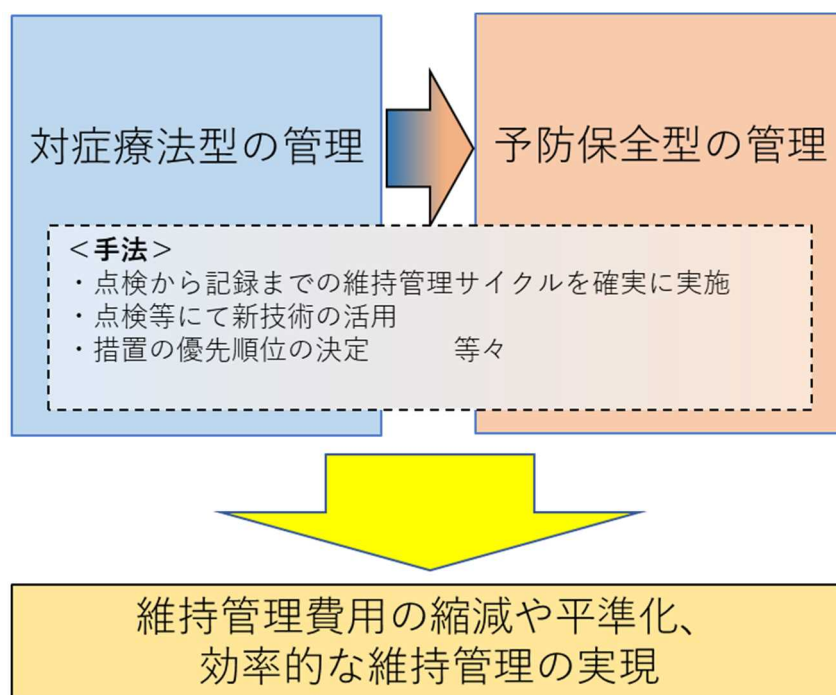 対症療法型の管理
予防保全型の管理
＜手法＞
・点検から記録までの維持管理サイクルを確実に実施
・点検等にて新技術の活用
・措置の優先順位の決定　　　等々
維持管理費用の縮減や平準化、
効率的な維持管理の実現